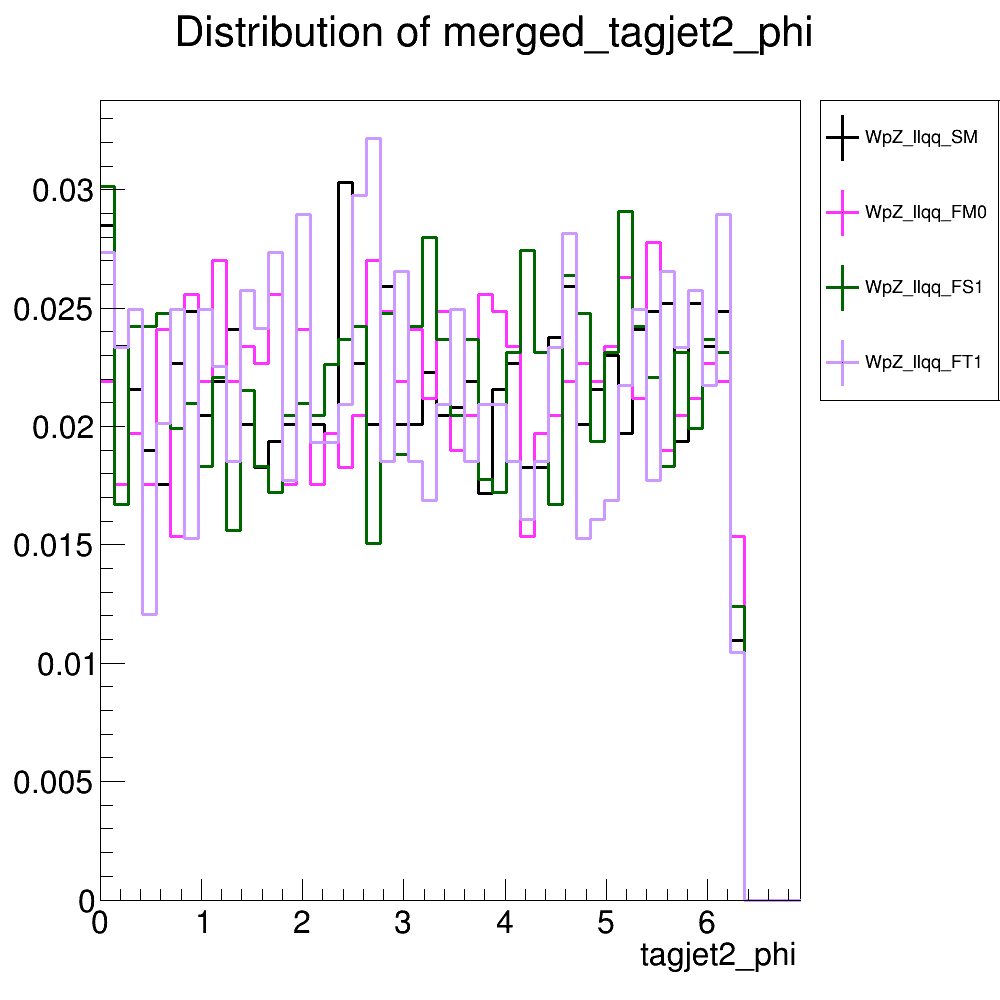 Distribution of merged_tagjet2_phi
WpZ_llqq_SM
WpZ_llqq_FM0
WpZ_llqq_FS1
WpZ_llqq_FT1
0.03
0.025
0.02
0.015
0.01
0.005
0
0 1 2 3 4 5 6
tagjet2_phi